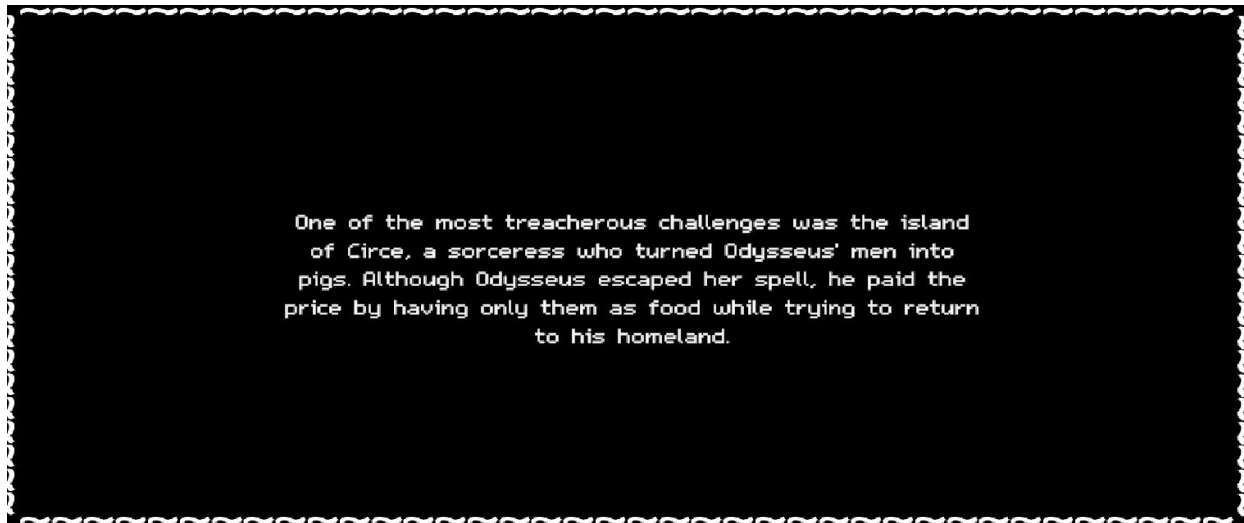 One of the most treacherous challenges was the island
of Circe, a sorceress who turned Odysseus' men into
pigs. Although Odysseus escaped her spell, he paid the
price by having only them as food while trying to return
to his homeland.